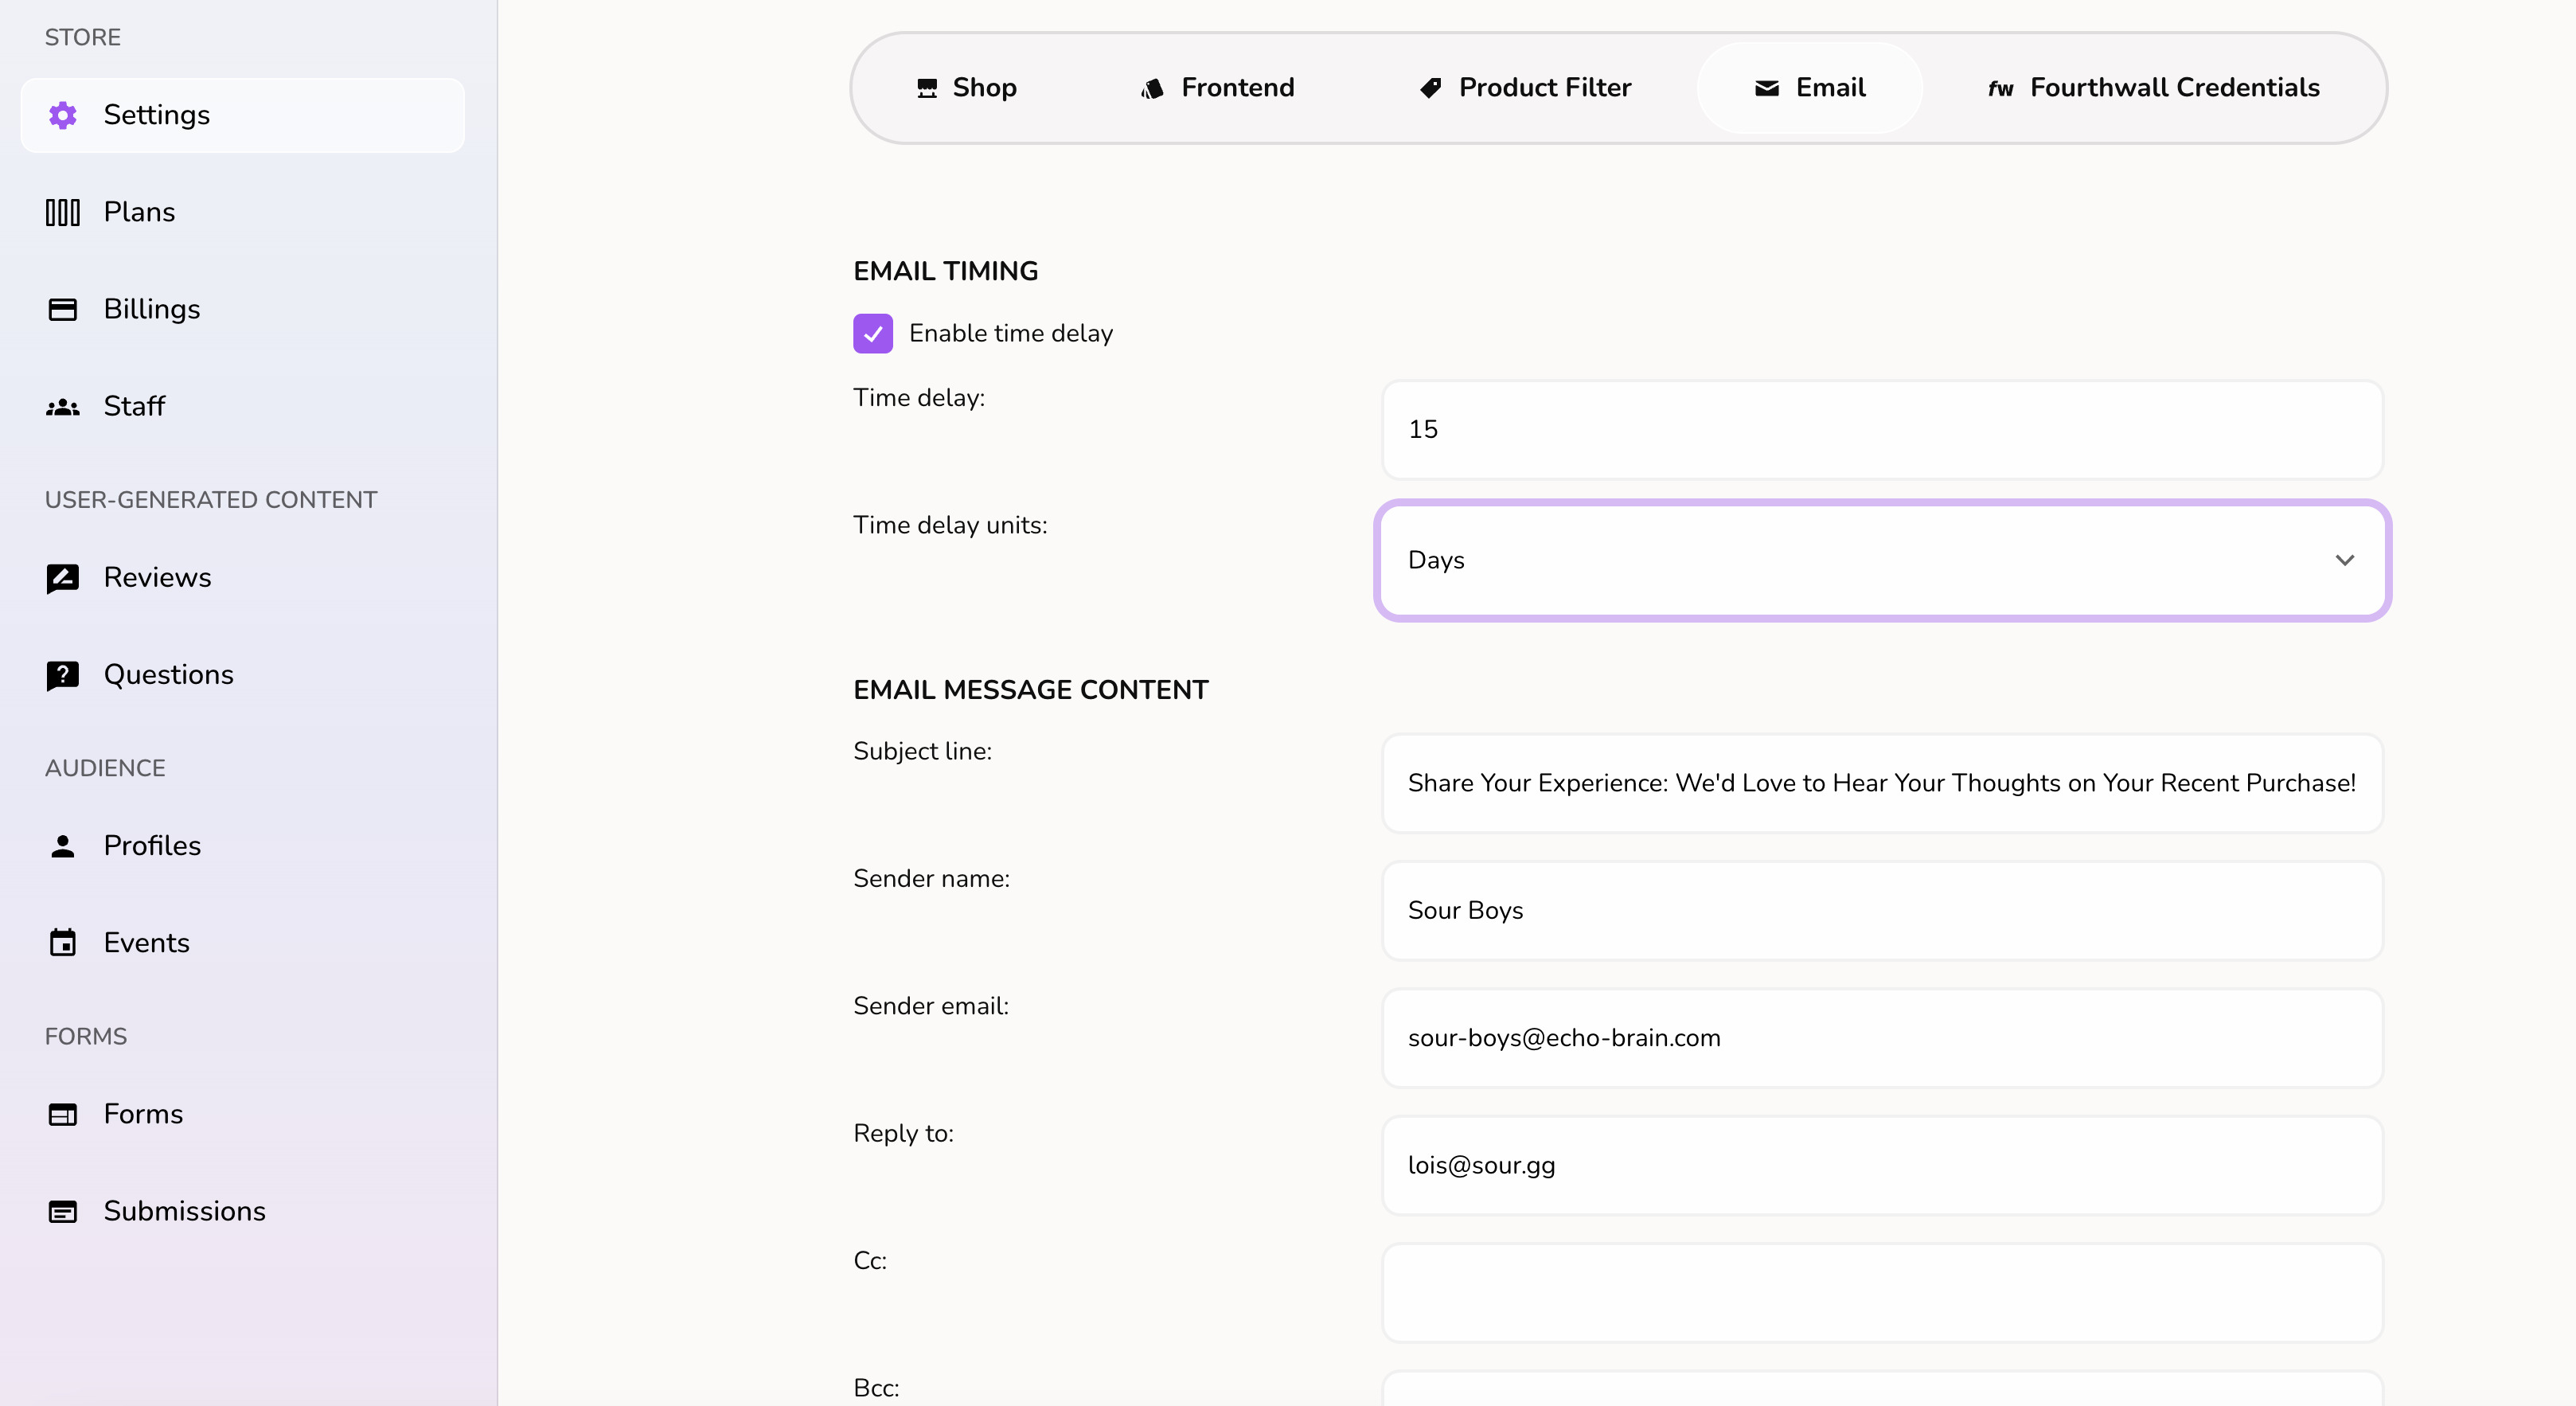 STORE
Settings
Plans
Billings
Staff
USER-GENERATED CONTENT
Reviews
Questions
AUDIENCE
Profiles
Events
FORMS
Forms
Submissions
Shop
Frontend
Product Filter
Email
fw Fourthwall Credentials
EMAIL TIMING
Enable time delay
Time delay:
15
Time delay units:
Days
EMAIL MESSAGE CONTENT
Subject line:
Share Your Experience: We'd Love to Hear Your Thoughts on Your Recent Purchase!
Sender name:
Sour Boys
Sender email:
sour-boys@echo-brain.com
Reply to:
lois@sour.gg
Cc:
Bcc: